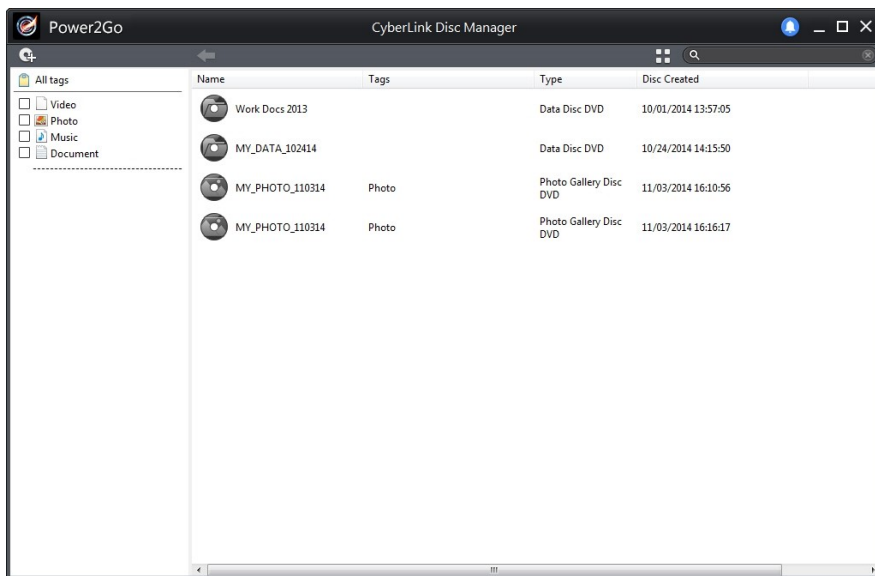 Power2Go CyberLink Disc Manager
All tags
Video
Photo
Music
Document
Name Tags Type Disc Created
Work Docs 2013 Data Disc DVD 10/01/2014 13:57:05
MY_DATA_102414 Data Disc DVD 10/24/2014 14:15:50
MY_PHOTO_110314 Photo Photo Gallery Disc DVD 11/03/2014 16:10:56
MY_PHOTO_110314 Photo Photo Gallery Disc DVD 11/03/2014 16:16:17